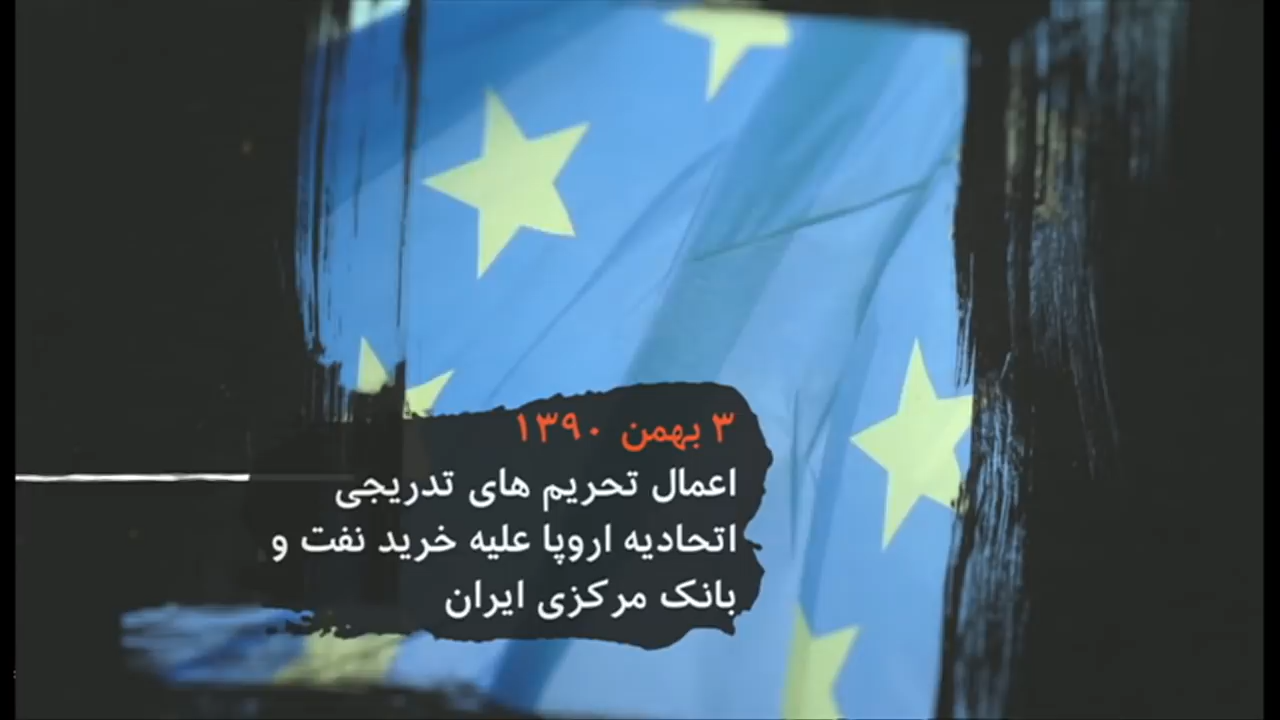 ۳ بهمن ۱۳۹۰
اعمال تحریم های تدریجی
اتحادیه اروپا علیه خرید نفت و
بانک مرکزی ایران